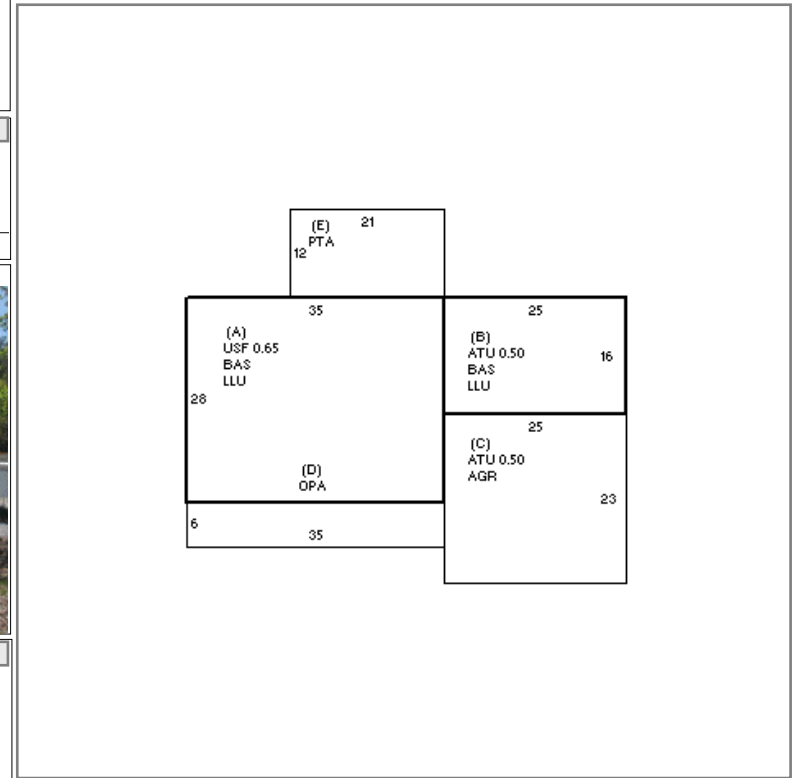 (E)
21
PTA
12
35
(A)
USF 0.65
BAS
LLU
28
25
(B)
ATU 0.50
BAS
LLU
16
25
(C)
ATU 0.50
AGR
23
(D)
OPA
6
35